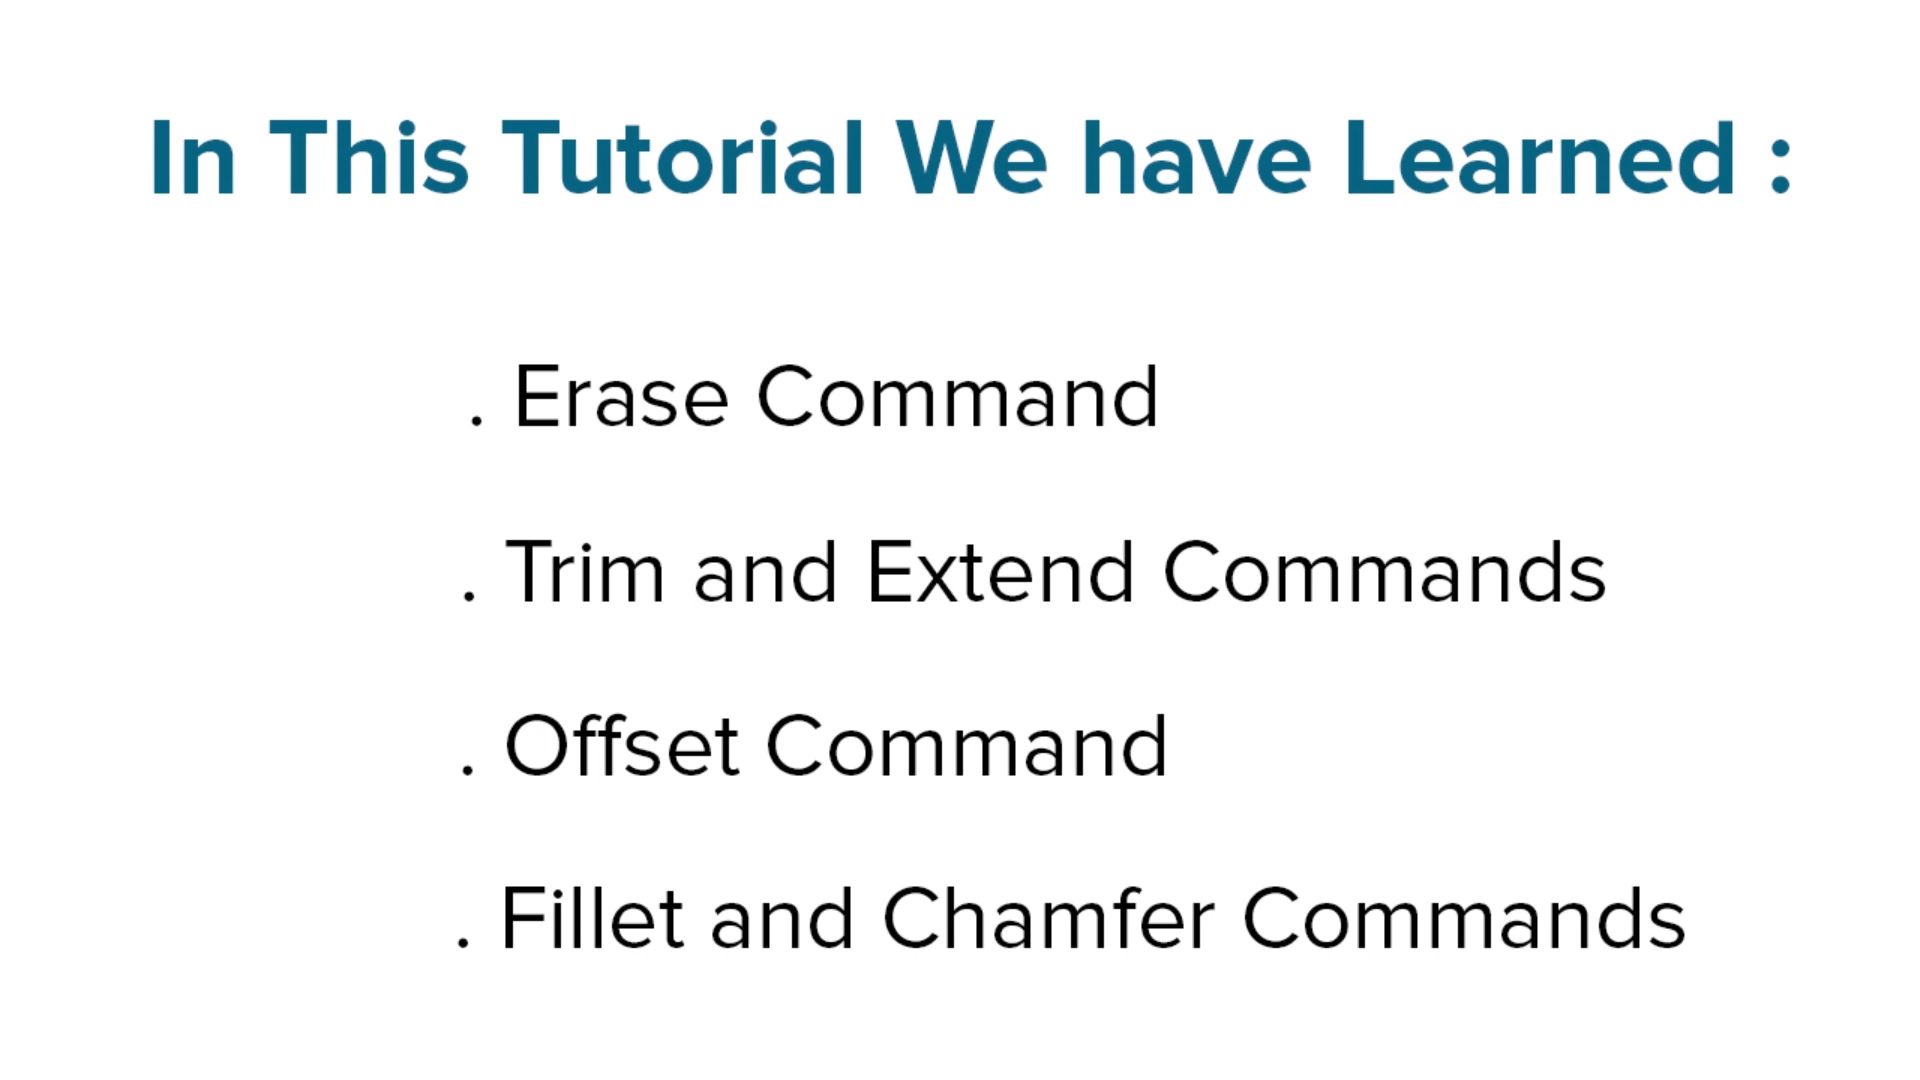 In This Tutorial We have Learned :
. Erase Command
. Trim and Extend Commands
. Offset Command
. Fillet and Chamfer Commands